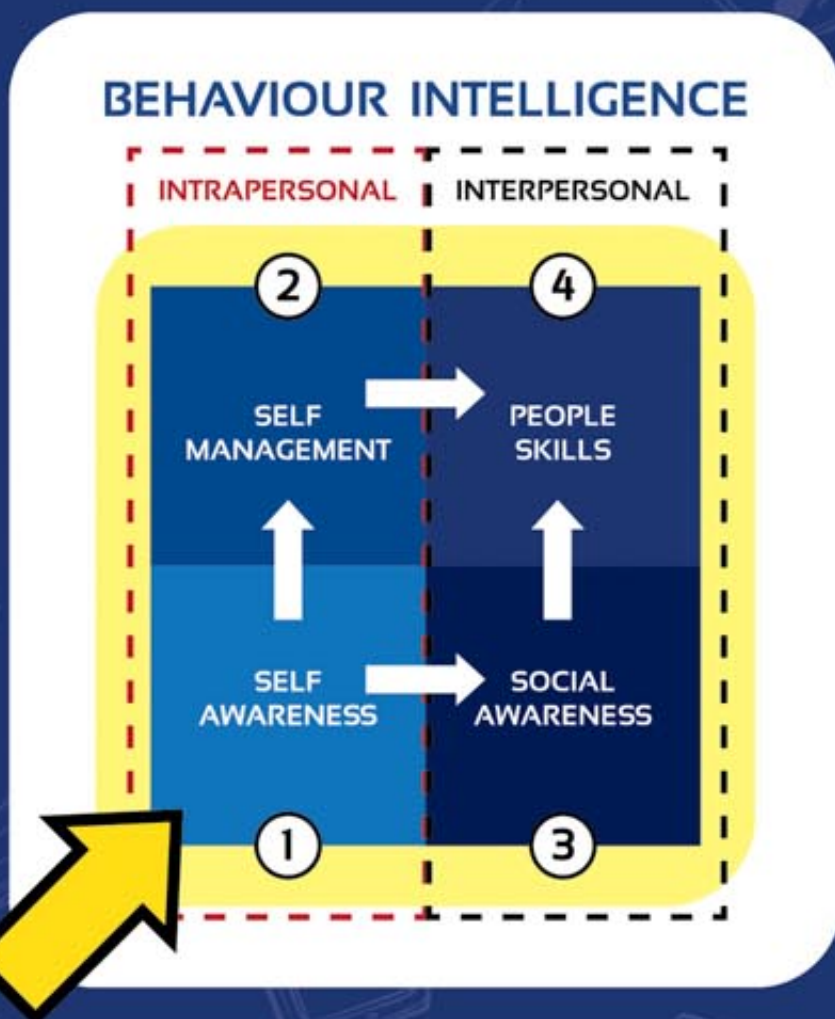 BEHAVIOUR INTELLIGENCE
INTRAPERSONAL
INTERPERSONAL
2
4
SELF
MANAGEMENT
PEOPLE
SKILLS
SELF
AWARENESS
SOCIAL
AWARENESS
1
3